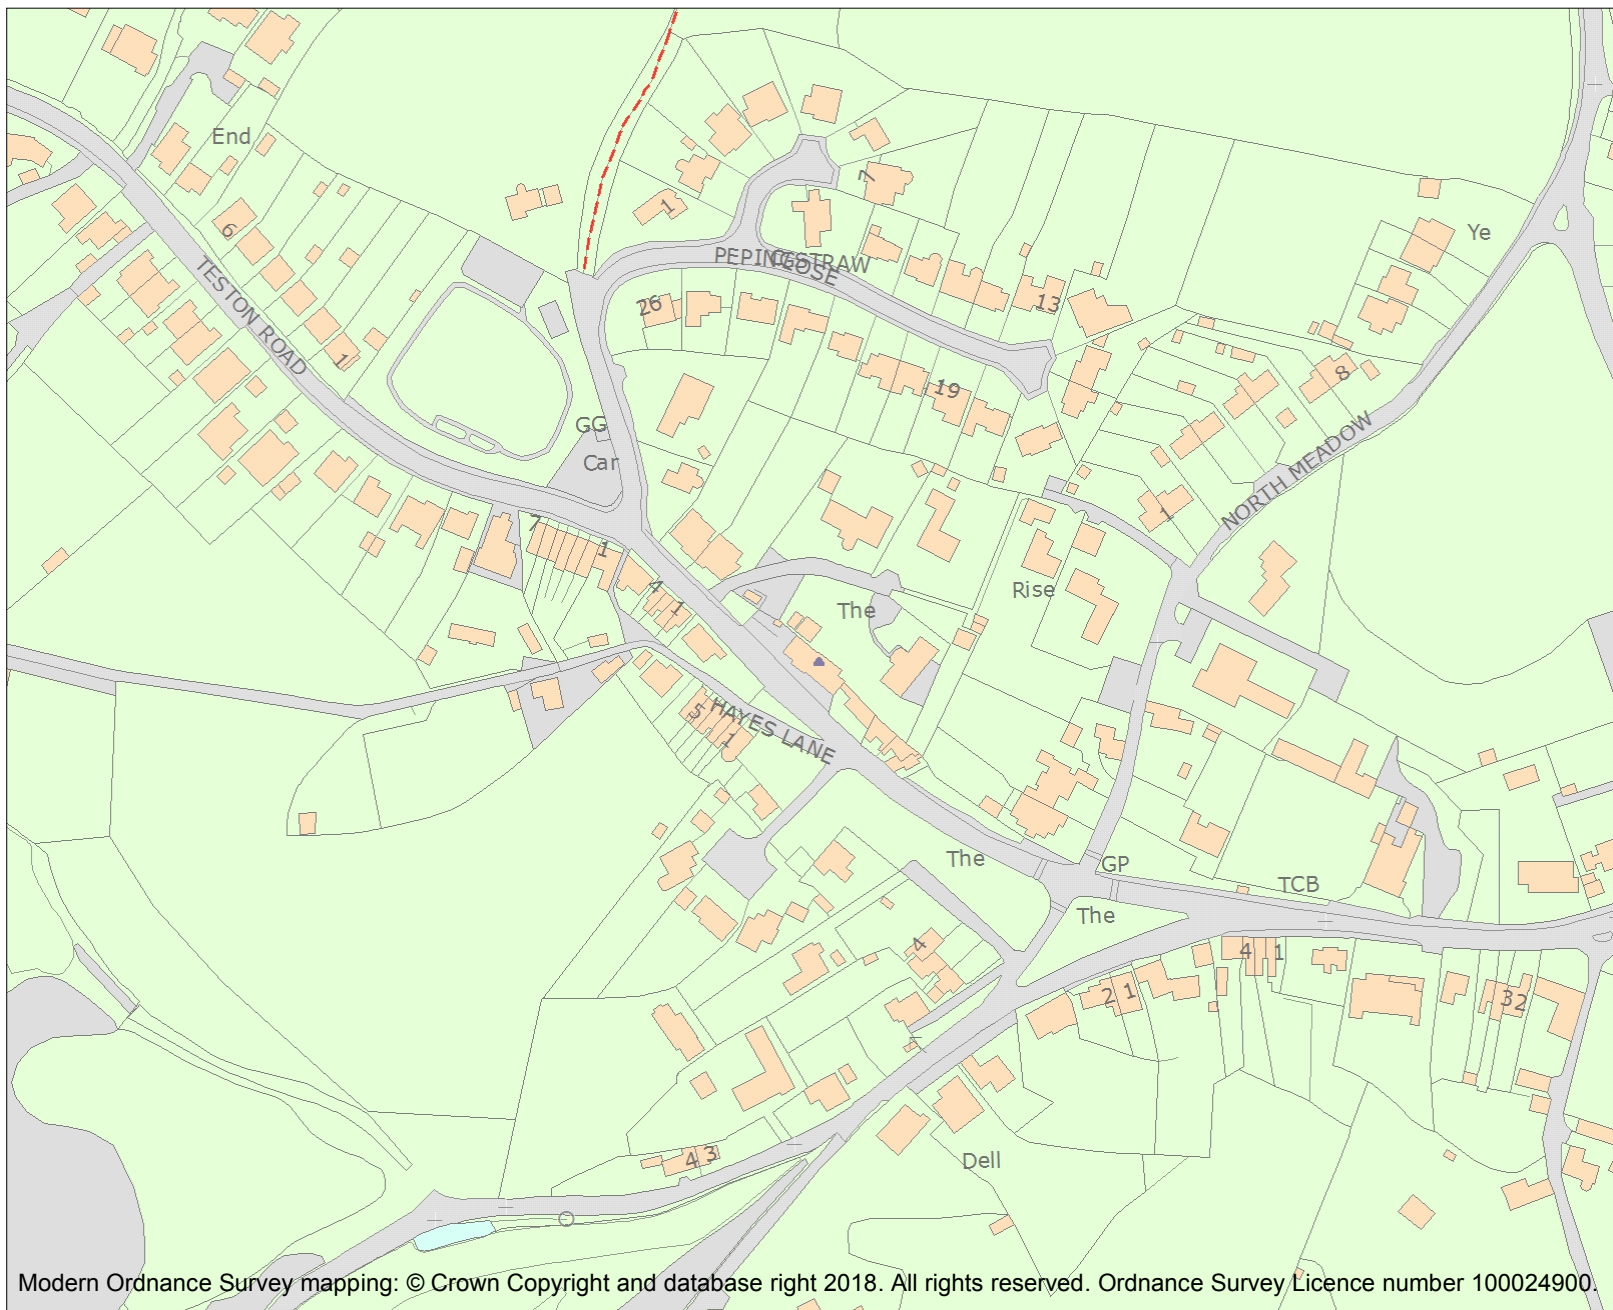 End
1
7
6
Ye
PEPINGSTRAW
CLOSE
TESTON ROAD
26
13
1
8
19
GG
Car
NORTH MEADOW
1
7
1
4
1
The
Rise
5
1
HAYES LANE
The
GP
TCB
The
4
4
1
2
1
32
4
3
Dell
Modern Ordnance Survey mapping: © Crown Copyright and database right 2018. All rights reserved. Ordnance Survey Licence number 100024900.